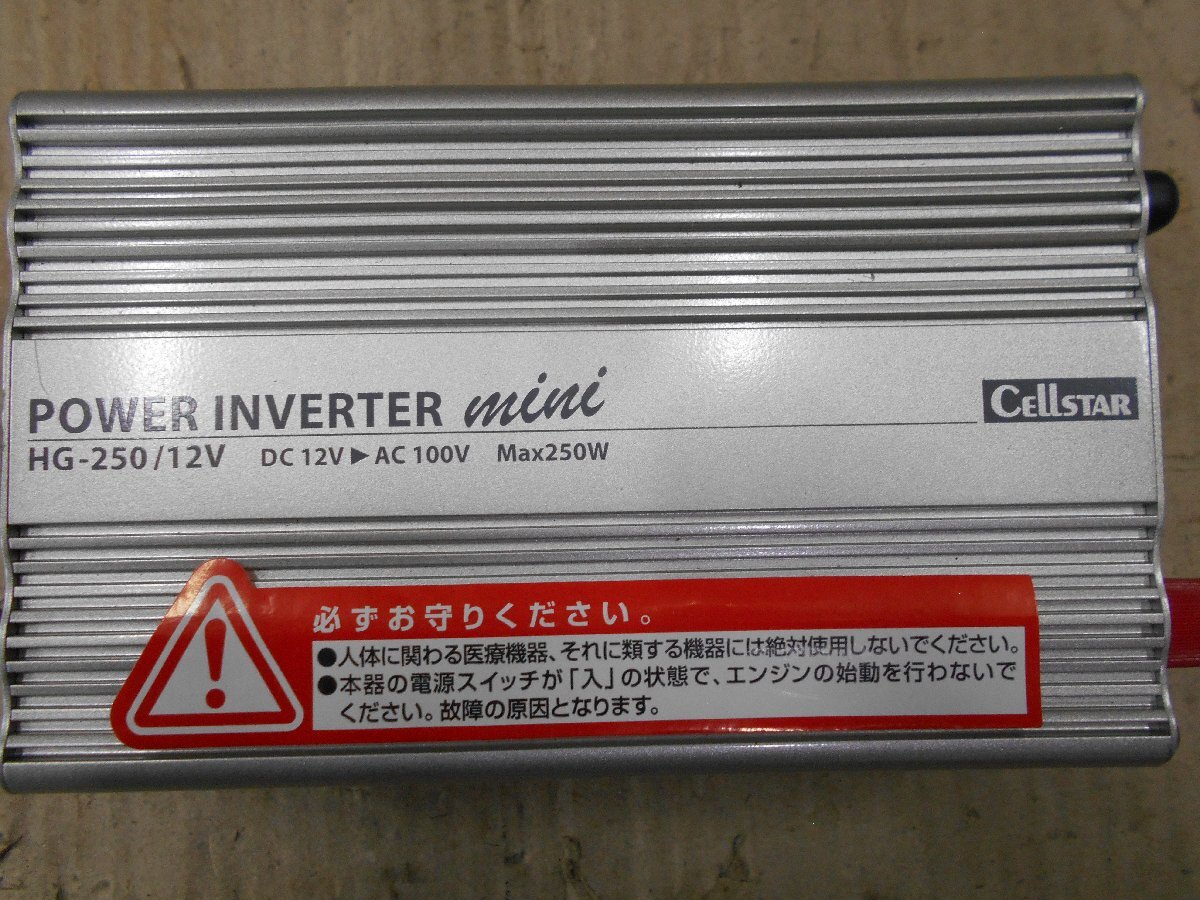 POWER INVERTER mini
CELLSTAR
HG-250/12V DC 12V▶AC 100V Max250W
必ずお守りください。
●人体に関わる医療機器、それに類する機器には絶対使用しないでください。
●本器の電源スイッチが「入」の状態で、エンジンの始動を行わないで
ください。故障の原因となります。